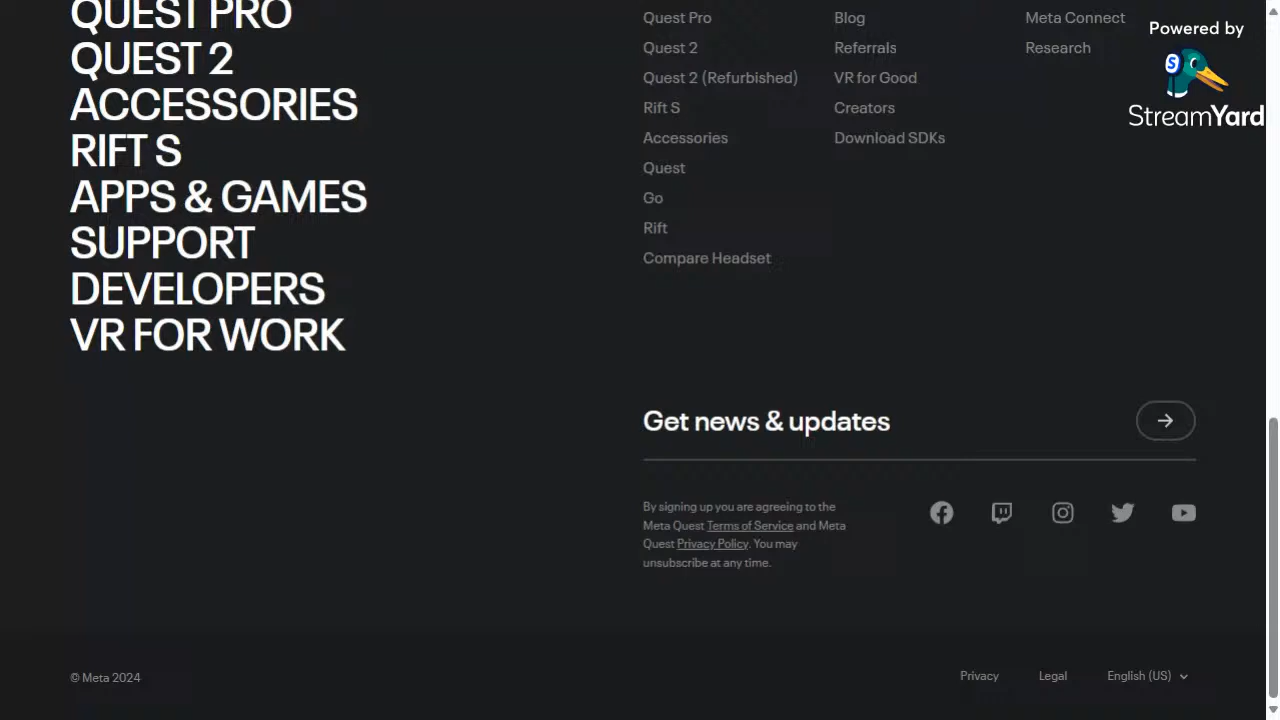 QUEST PRO
QUEST 2
ACCESSORIES
RIFT S
APPS & GAMES
SUPPORT
DEVELOPERS
VR FOR WORK
Quest Pro
Quest 2
Quest 2 (Refurbished)
Rift S
Accessories
Quest
Go
Rift
Compare Headset
Blog
Referrals
VR for Good
Creators
Download SDKs
Meta Connect
Research
Powered by
S
StreamYard
Get news & updates
By signing up you are agreeing to the
Meta Quest Terms of Service and Meta
Quest Privacy Policy. You may
unsubscribe at any time.
© Meta 2024
Privacy
Legal
English (US)